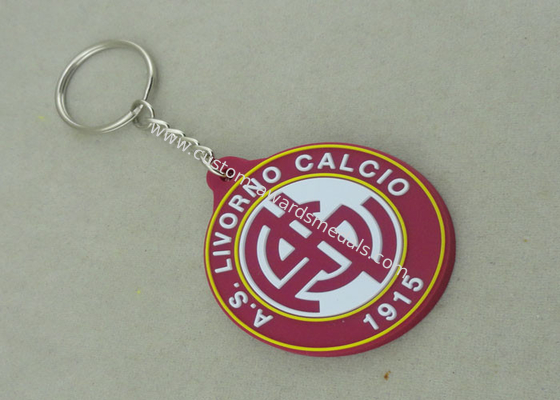 A.S. LIVORNO CALCIO
1915
www.customawardsmedals.com